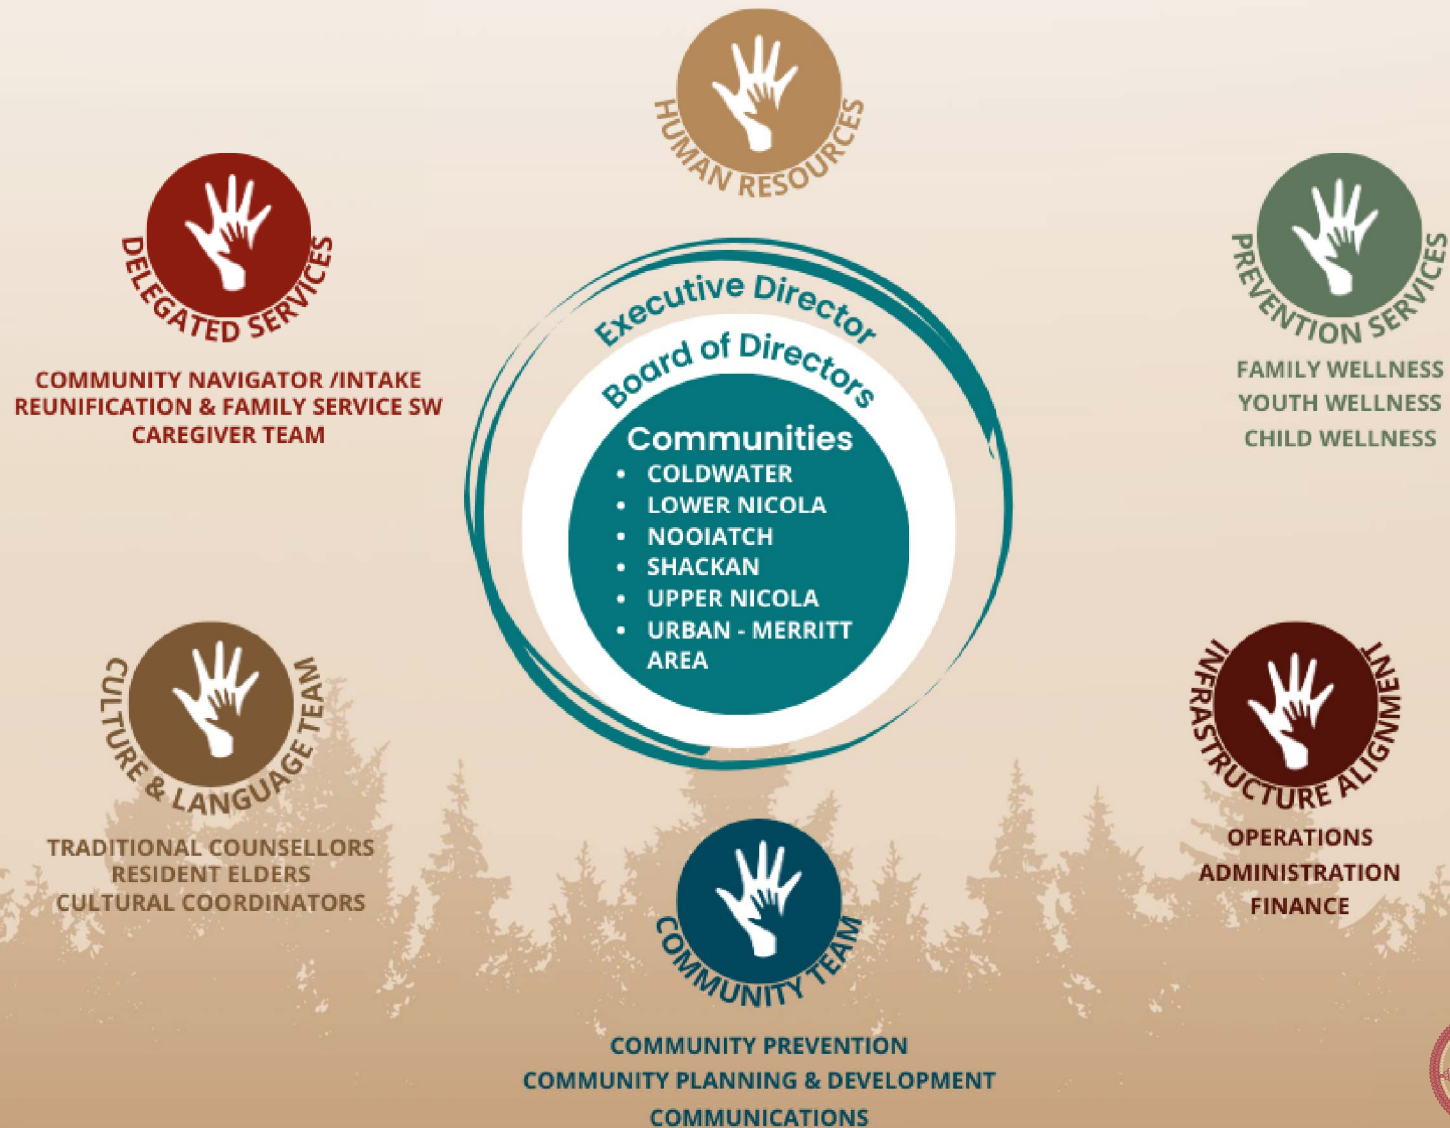 HUMAN RESOURCES
DELEGATED SERVICES
COMMUNITY NAVIGATOR /INTAKE
REUNIFICATION & FAMILY SERVICE SW
CAREGIVER TEAM
PREVENTION SERVICES
FAMILY WELLNESS
YOUTH WELLNESS
CHILD WELLNESS
Executive Director
Board of Directors
Communities
• COLDWATER
• LOWER NICOLA
• NOOIATCH
• SHACKAN
• UPPER NICOLA
• URBAN - MERRITT
AREA
CULTURE & LANGUAGE TEAM
TRADITIONAL COUNSELLORS
RESIDENT ELDERS
CULTURAL COORDINATORS
INFRASTRUCTURE ALIGNMENT
OPERATIONS
ADMINISTRATION
FINANCE
COMMUNITY TEAM
COMMUNITY PREVENTION
COMMUNITY PLANNING & DEVELOPMENT
COMMUNICATIONS